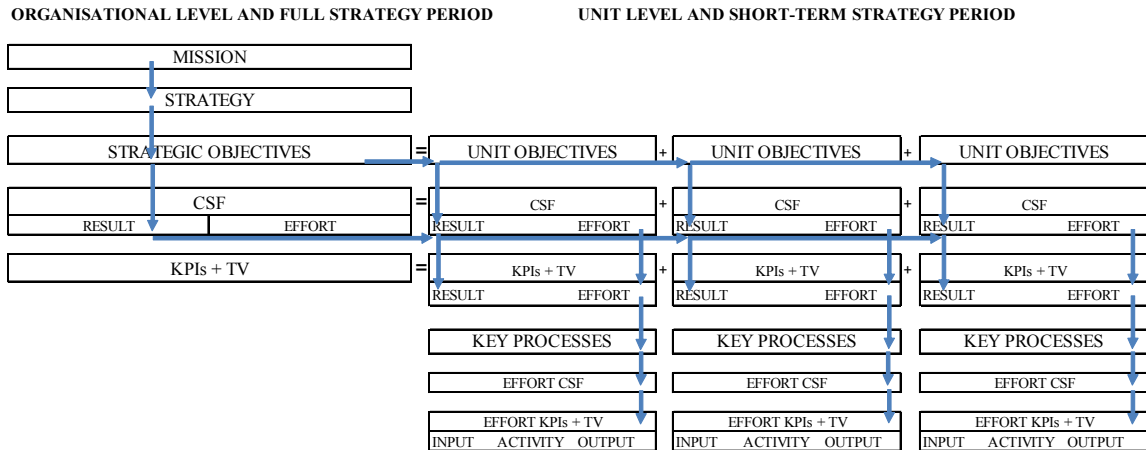 ORGANISATIONAL LEVEL AND FULL STRATEGY PERIOD UNIT LEVEL AND SHORT-TERM STRATEGY PERIOD
MISSION
STRATEGY
STRATEGIC OBJECTIVES = UNIT OBJECTIVES + UNIT OBJECTIVES + UNIT OBJECTIVES
CSF = CSF + CSF + CSF
RESULT EFFORT RESULT EFFORT RESULT EFFORT RESULT EFFORT
KPIs + TV = KPIs + TV + KPIs + TV + KPIs + TV
RESULT EFFORT RESULT EFFORT RESULT EFFORT
KEY PROCESSES KEY PROCESSES KEY PROCESSES
EFFORT CSF EFFORT CSF EFFORT CSF
EFFORT KPIs + TV EFFORT KPIs + TV EFFORT KPIs + TV
INPUT ACTIVITY OUTPUT INPUT ACTIVITY OUTPUT INPUT ACTIVITY OUTPUT